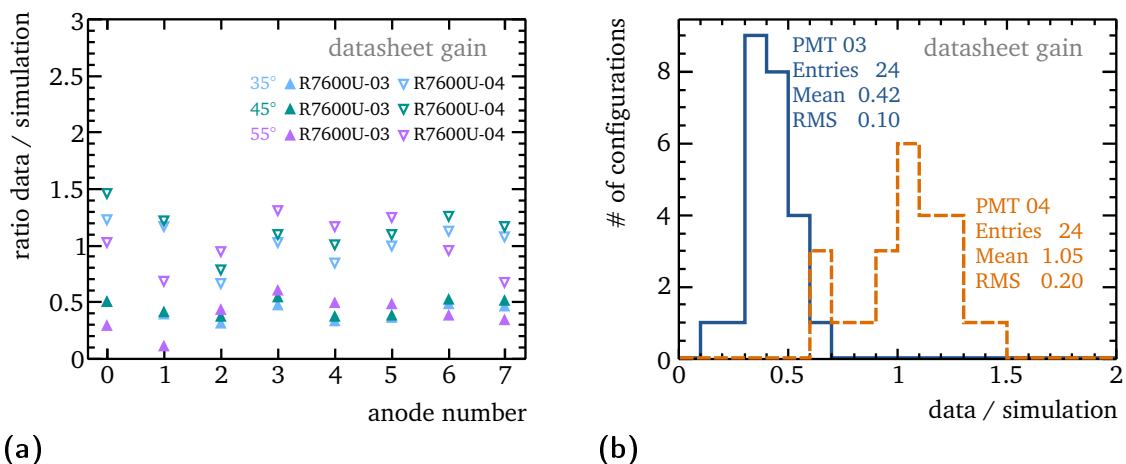 datasheet gain
35° R7600U-03 R7600U-04
45° R7600U-03 R7600U-04
55° R7600U-03 R7600U-04
ratio data / simulation
3
2.5
2
1.5
1
0.5
0
0 1 2 3 4 5 6 7
anode number
(a)
datasheet gain
PMT 03
Entries 24
Mean 0.42
RMS 0.10
PMT 04
Entries 24
Mean 1.05
RMS 0.20
# of configurations
8
6
4
2
0
0 0.5 1 1.5 2
data / simulation
(b)